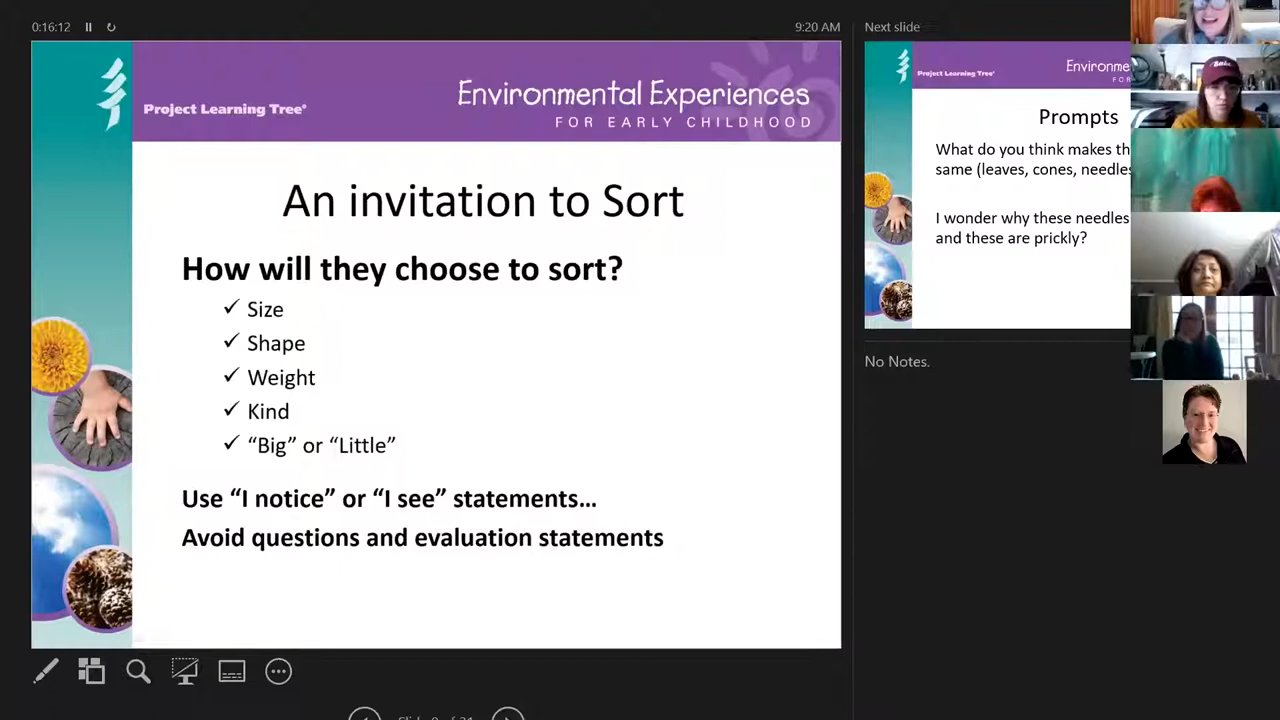 0:16:12
9:20 AM
Next slide
Project Learning Tree®
Environmental Experiences
FOR EARLY CHILDHOOD
An invitation to Sort
How will they choose to sort?
✓ Size
✓ Shape
✓ Weight
✓ Kind
✓ “Big” or “Little”
Use “I notice” or “I see” statements...
Avoid questions and evaluation statements
Project Learning Tree®
Prompts
What do you think makes
same (leaves, cones, needles
I wonder why these needles
and these are prickly?
No Notes.